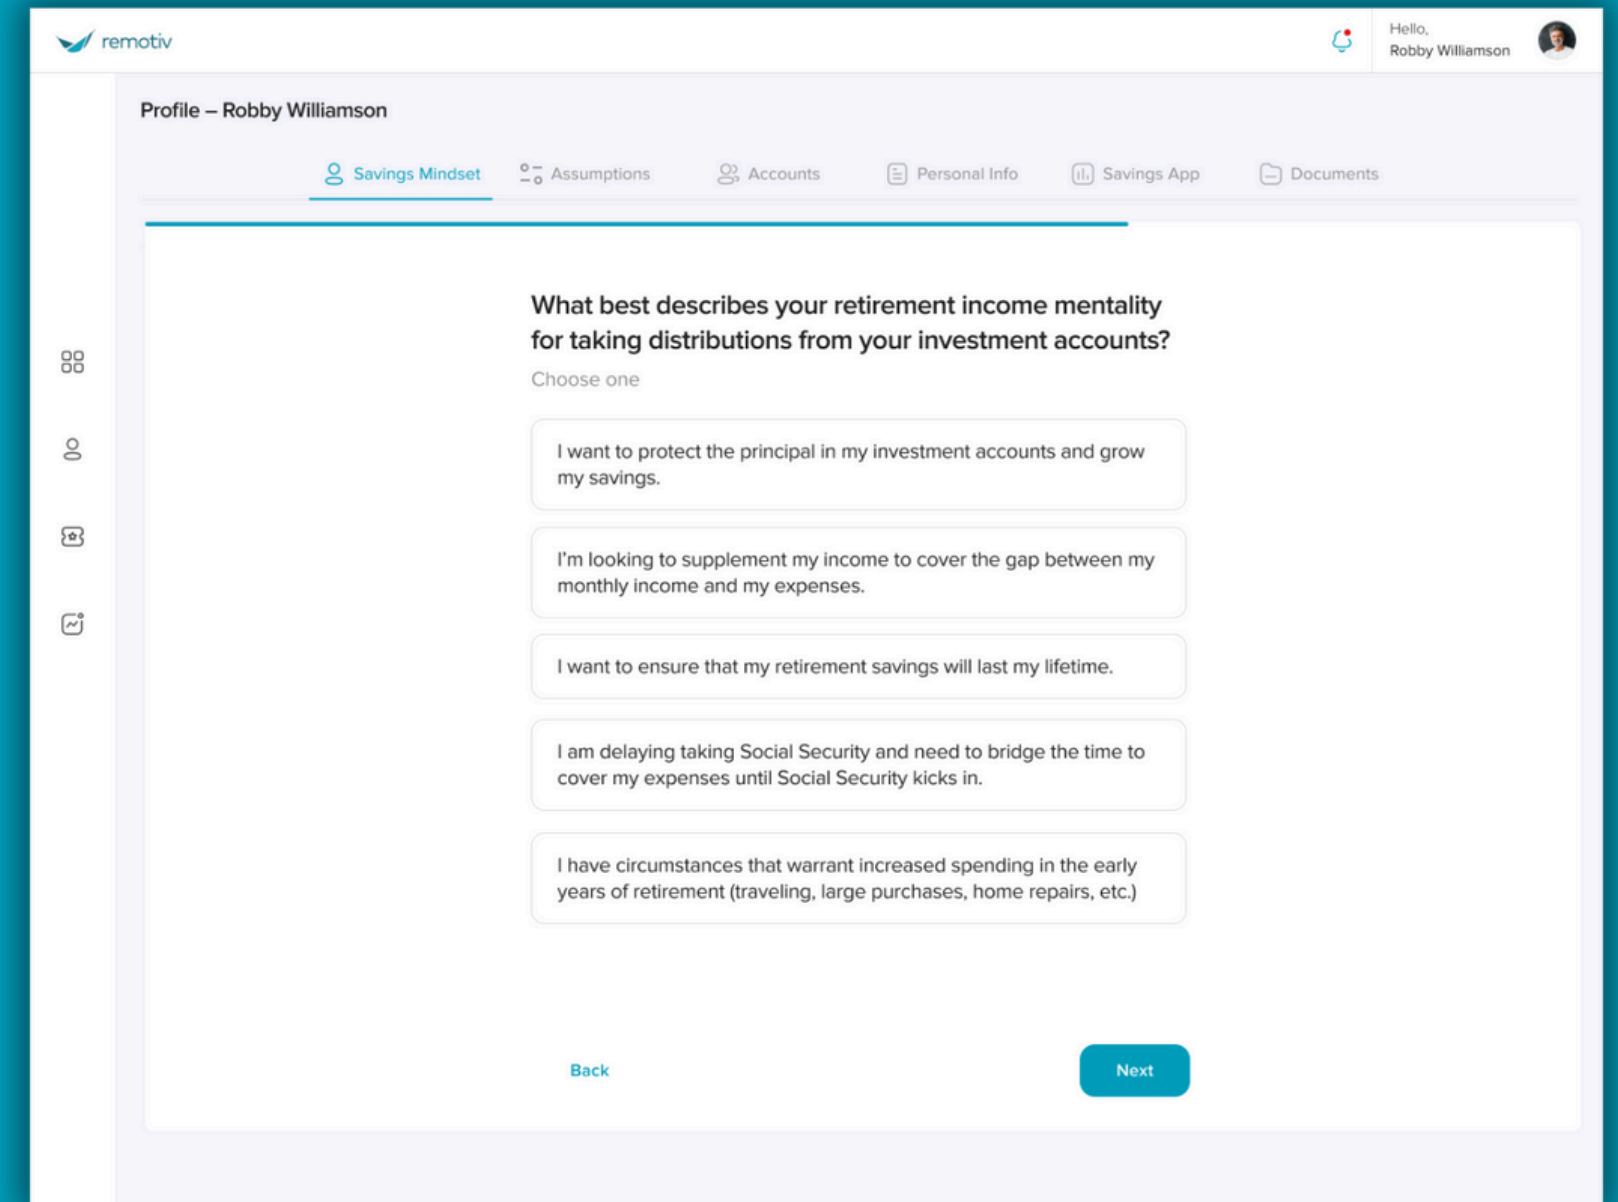 remotiv
Hello,
Robby Williamson
Profile – Robby Williamson
Savings Mindset
Assumptions
Accounts
Personal Info
Savings App
Documents
What best describes your retirement income mentality
for taking distributions from your investment accounts?
Choose one
I want to protect the principal in my investment accounts and grow
my savings.
I'm looking to supplement my income to cover the gap between my
monthly income and my expenses.
I want to ensure that my retirement savings will last my lifetime.
I am delaying taking Social Security and need to bridge the time to
cover my expenses until Social Security kicks in.
I have circumstances that warrant increased spending in the early
years of retirement (traveling, large purchases, home repairs, etc.)
Back
Next